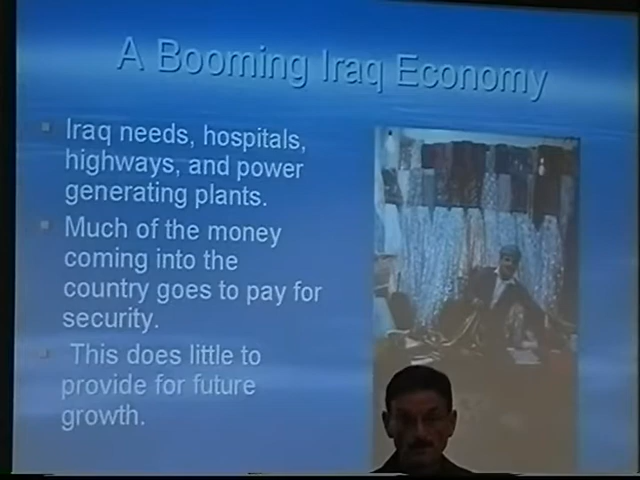 A Booming Iraq Economy
Iraq needs, hospitals,
highways, and power
generating plants.
Much of the money
coming into the
country goes to pay for
security.
This does little to
provide for future
growth.